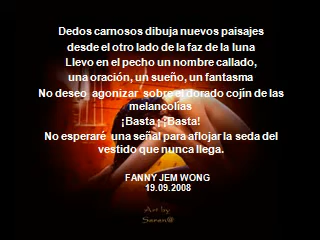 Dedos carnosos dibuja nuevos paisajes
desde el otro lado de la faz de la luna
Llevo en el pecho un nombre callado,
una oración, un sueño, un fantasma
No deseo agonizar sobre el dorado cojín de las
melancolías
¡Basta ¡ ¡Basta!
No esperaré una señal para aflojar la seda del
vestido que nunca llega.
FANNY JEM WONG
19.09.2008
Art by
Saran@